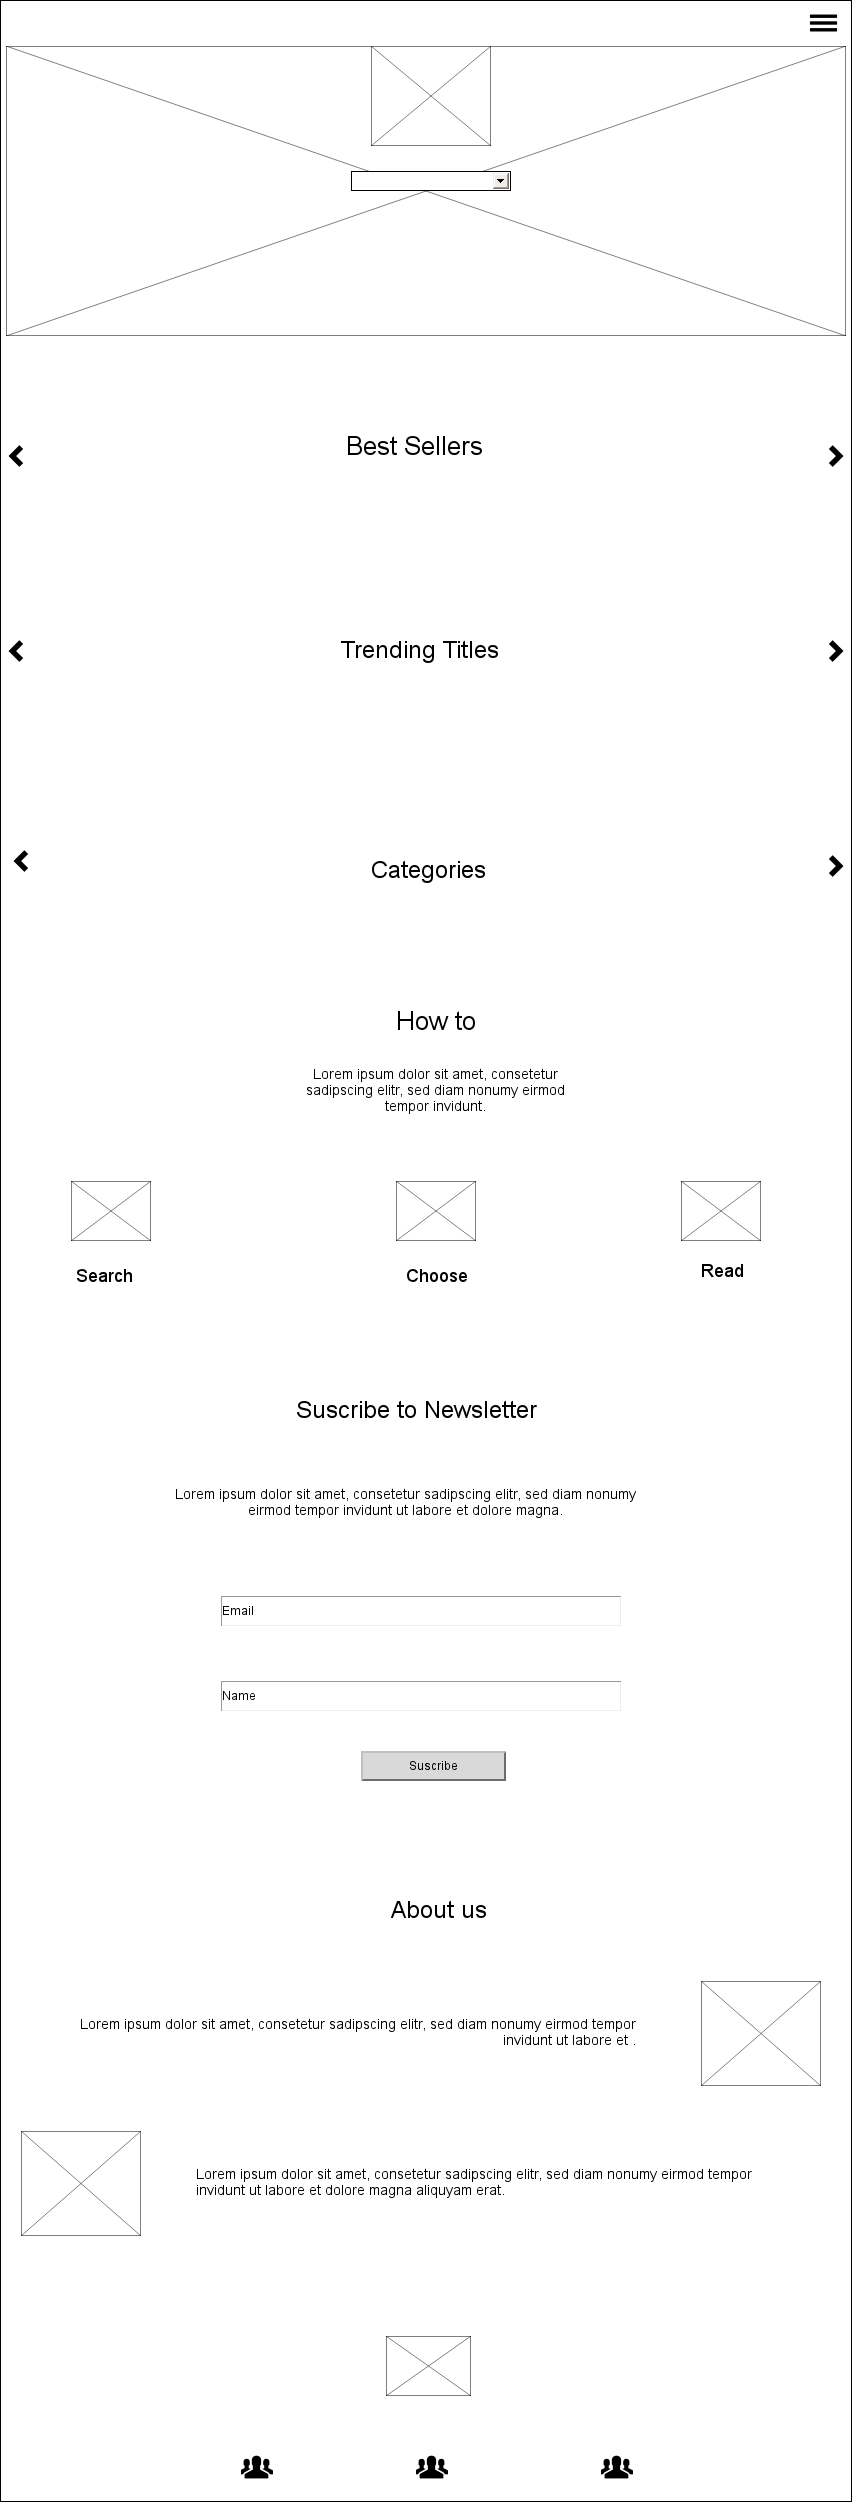 Best Sellers
Trending Titles
Categories
How to
Lorem ipsum dolor sit amet, consetetur
sadipscing elitr, sed diam nonumy eirmod
tempor invidunt.
Search
Choose
Read
Suscribe to Newsletter
Lorem ipsum dolor sit amet, consetetur sadipscing elitr, sed diam nonumy
eirmod tempor invidunt ut labore et dolore magna.
Email
Name
Suscribe
About us
Lorem ipsum dolor sit amet, consetetur sadipscing elitr, sed diam nonumy eirmod tempor
invidunt ut labore et .
Lorem ipsum dolor sit amet, consetetur sadipscing elitr, sed diam nonumy eirmod tempor
invidunt ut labore et dolore magna aliquyam erat.